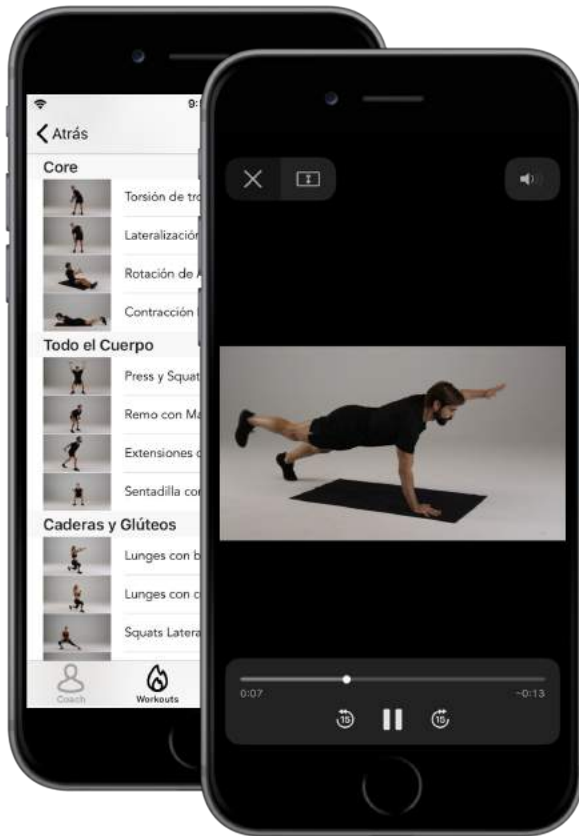 9:
Atrás
Core
Torsión de tro
Lateralización
Rotación de
Contracción
Todo el Cuerpo
Press y Squat
Remo con Ma
Extensiones
Sentadilla co
Caderas y Glúteos
Lunges con b
Lunges con c
Squats Latera
Coach
Workouts
0:07
-0:13
15
15